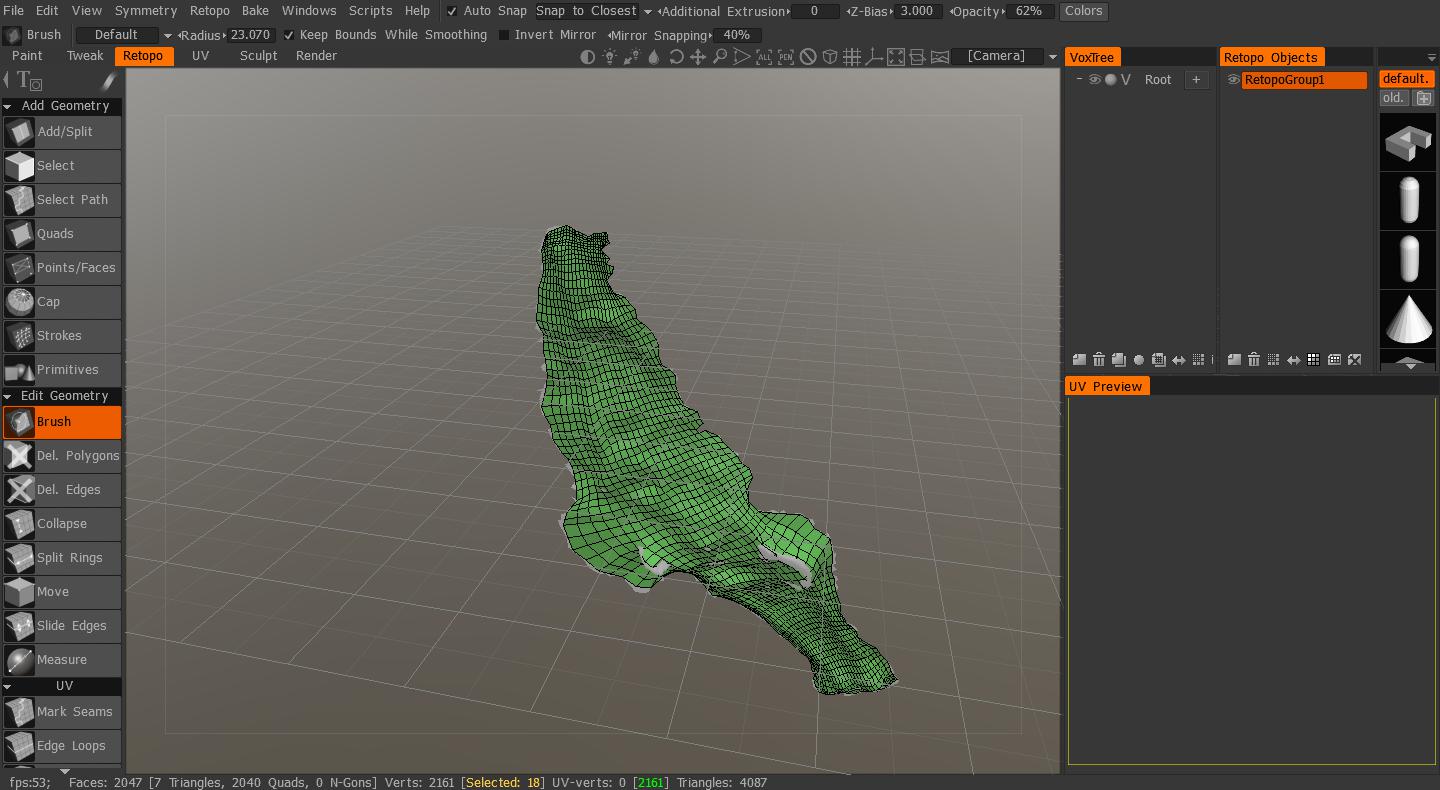 File Edit View Symmetry Retopo Bake Windows Scripts Help Auto Snap Snap to Closest Additional Extrusion 0 Z-Bias 3.000 Opacity 62% Colors
Brush Default Radius 23.070 Keep Bounds While Smoothing Invert Mirror Mirror Snapping 40%
Paint Tweak Retopo UV Sculpt Render ALL PEN [Camera]
T
Add Geometry
Add/Split
Select
Select Path
Quads
Points/Faces
Cap
Strokes
Primitives
Edit Geometry
Brush
Del. Polygons
Del. Edges
Collapse
Split Rings
Move
Slide Edges
Measure
UV
Mark Seams
Edge Loops
VoxTree
- V Root +
Retopo Objects
RetopoGroup1
default.
old.
UV Preview
fps:53; Faces: 2047 [7 Triangles, 2040 Quads, 0 N-Gons] Verts: 2161 [Selected: 18] UV-verts: 0 [2161] Triangles: 4087